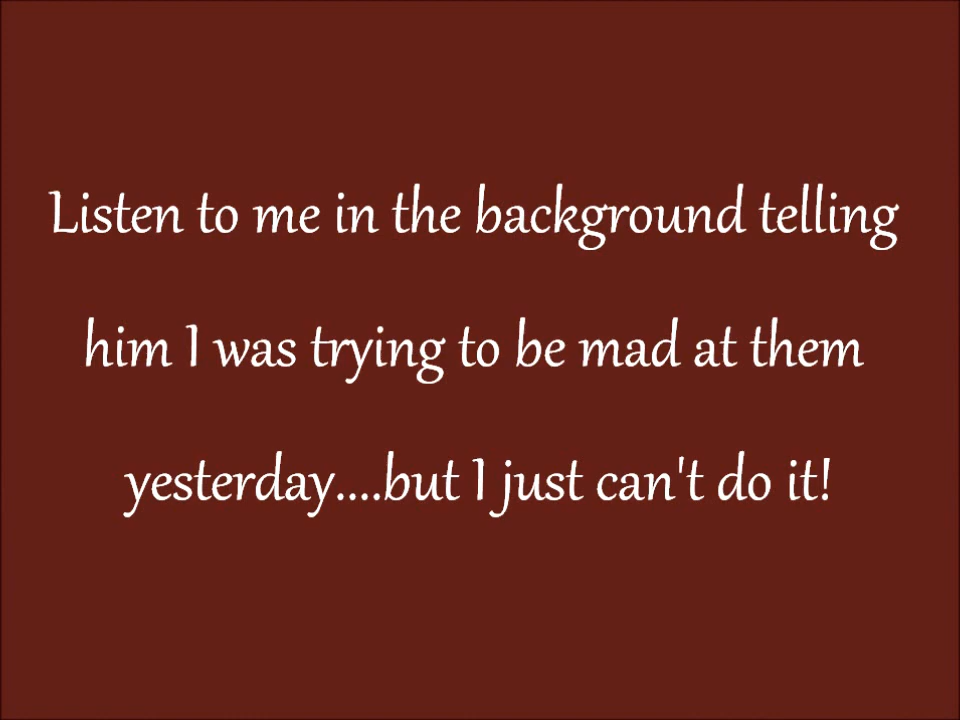 Listen to me in the background telling
him I was trying to be mad at them
yesterday....but I just can't do it!